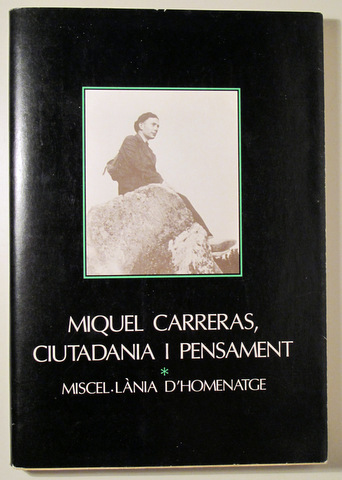 MIQUEL CARRERAS,
CIUTADANIA I PENSAMENT
*
MISCEL·LÀNIA D'HOMENATGE